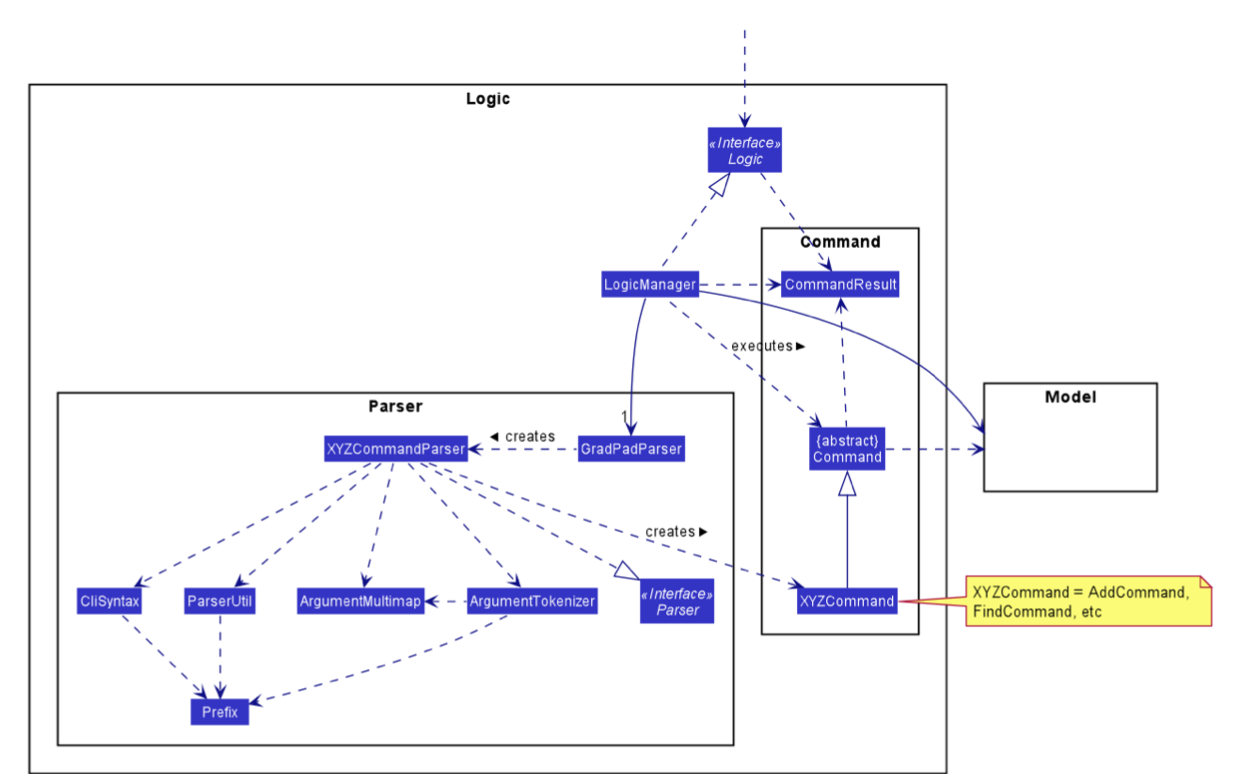 Logic
«Interface»
Logic
Command
LogicManager
CommandResult
executes ►
Model
Parser
1
{abstract}
Command
XYZCommandParser
◄ creates
GradPadParser
creates ►
CliSyntax
ParserUtil
ArgumentMultimap
ArgumentTokenizer
«Interface»
Parser
XYZCommand
XYZCommand = AddCommand,
FindCommand, etc
Prefix